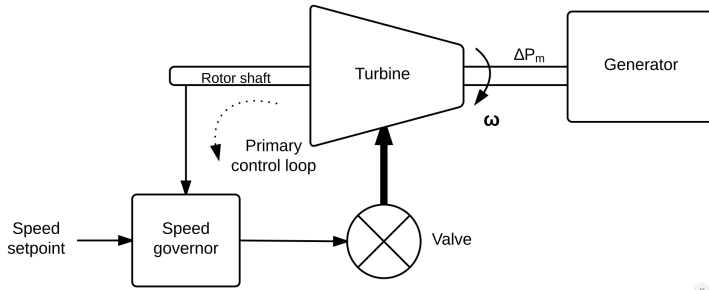 ΔPₘ
Generator
Turbine
Rotor shaft
ω
Primary
control loop
Speed
setpoint
Speed
governor
Valve